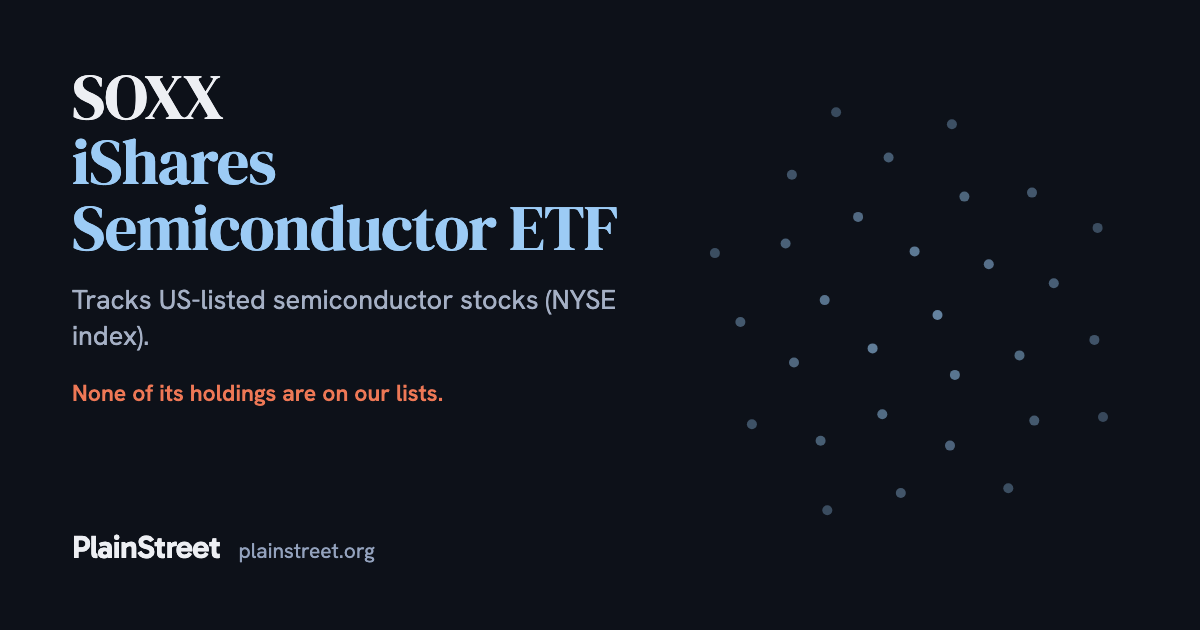 SOXX
iShares
Semiconductor ETF
Tracks US-listed semiconductor stocks (NYSE
index).
None of its holdings are on our lists.
PlainStreet plainstreet.org